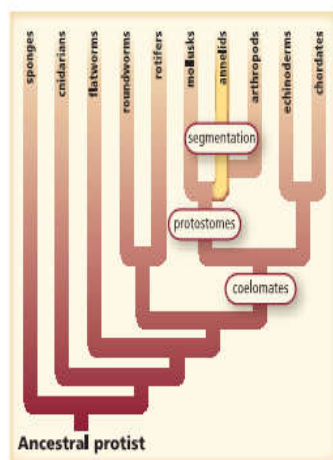 sponges
cnidarians
flatworms
roundworms
rotifers
mollusks
annelids
arthropods
echinoderms
chordates
segmentation
protostomes
coelomates
Ancestral protist